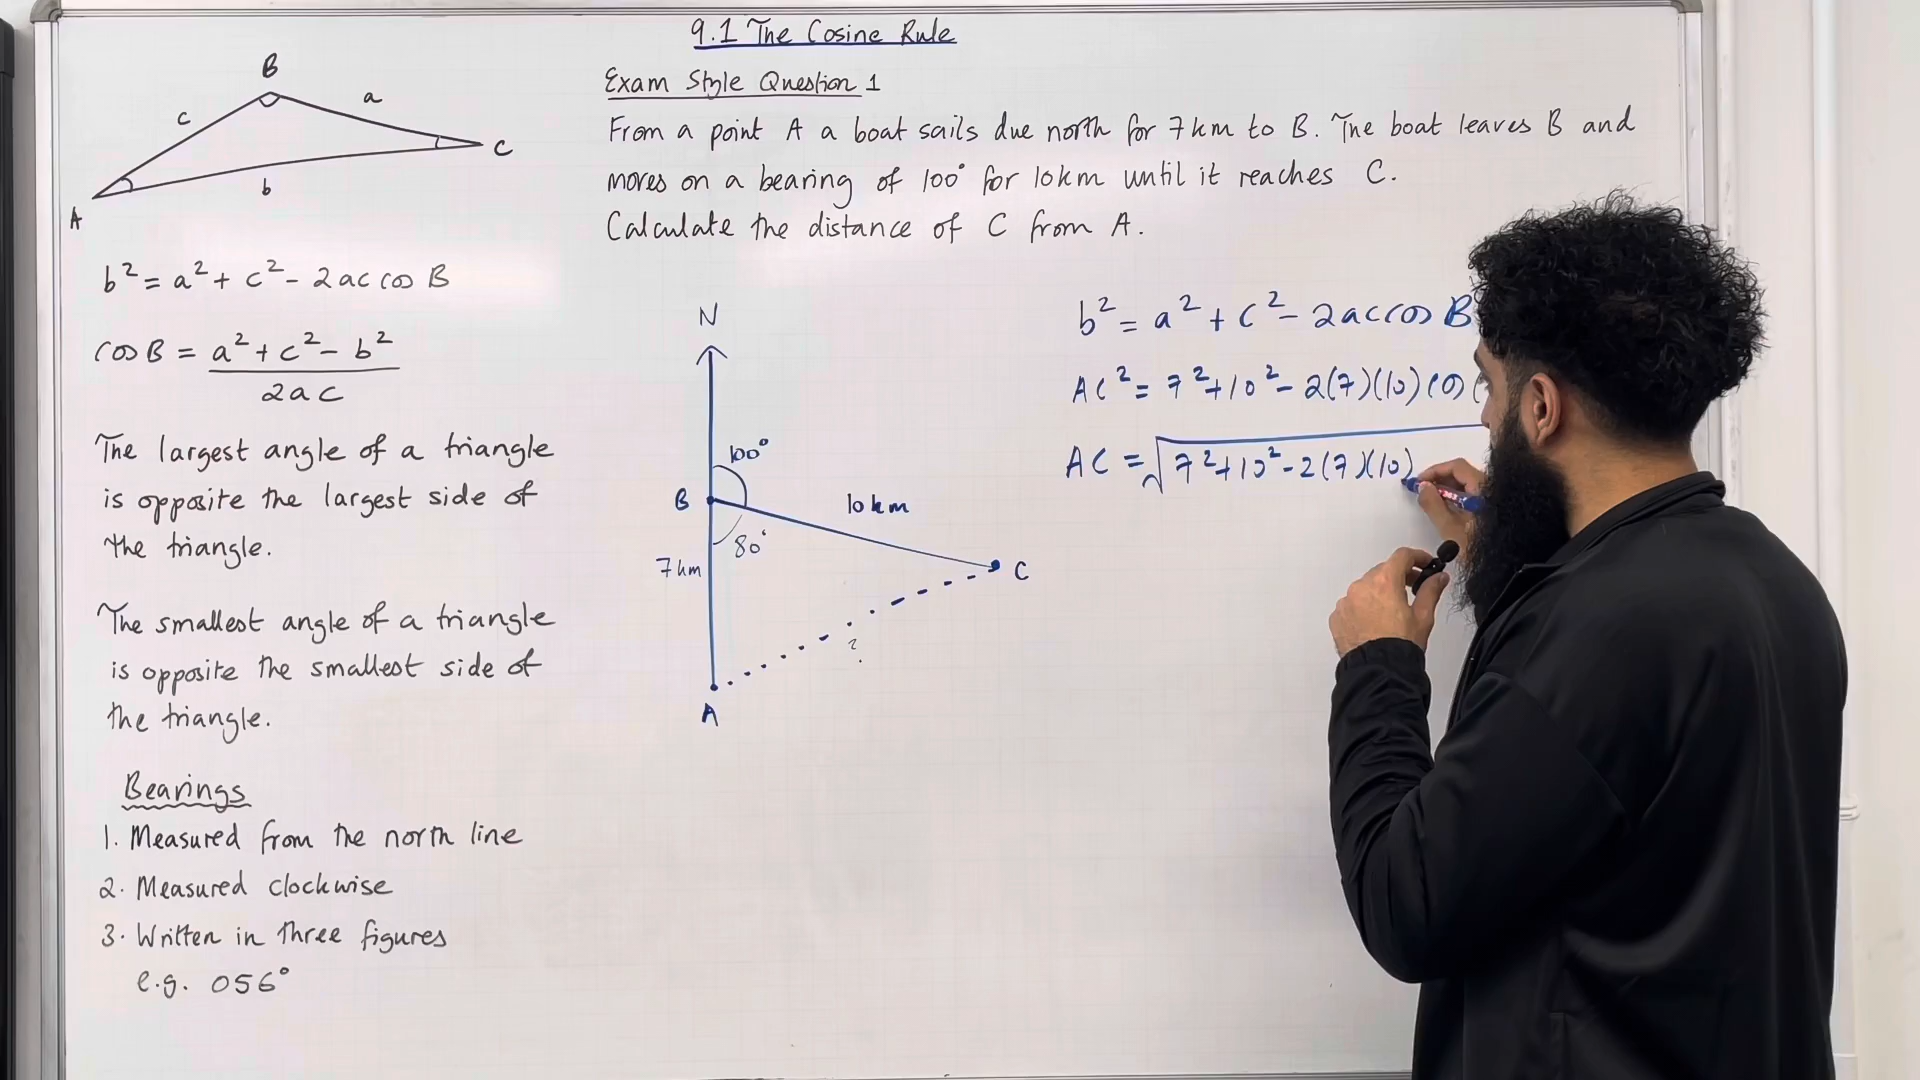 9.1 The Cosine Rule
B
c
a
A
b
C
b² = a² + c² - 2ac cos B
cos B = a² + c² - b²
2ac
The largest angle of a triangle
is opposite the largest side of
the triangle.
The smallest angle of a triangle
is opposite the smallest side of
the triangle.
Bearings
1. Measured from the north line
2. Measured clockwise
3. Written in three figures
e.g. 056°
Exam Style Question 1
From a point A a boat sails due north for 7km to B. The boat leaves B and
moves on a bearing of 100° for 10km until it reaches C.
Calculate the distance of C from A.
N
100°
B
10km
80°
7km
C
?
A
b² = a² + c² - 2ac cos B
AC² = 7² + 10² - 2(7)(10) cos (
AC = √7² + 10² - 2(7)(10)